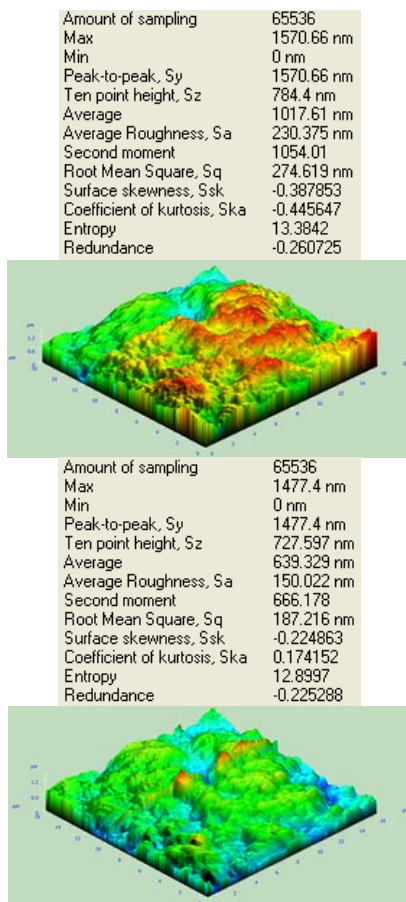 Amount of sampling 65536
Max 1570.66 nm
Min 0 nm
Peak-to-peak, Sy 1570.66 nm
Ten point height, Sz 784.4 nm
Average 1017.61 nm
Average Roughness, Sa 230.375 nm
Second moment 1054.01
Root Mean Square, Sq 274.619 nm
Surface skewness, Ssk -0.387853
Coefficient of kurtosis, Ska -0.445647
Entropy 13.3842
Redundance -0.260725
Amount of sampling 65536
Max 1477.4 nm
Min 0 nm
Peak-to-peak, Sy 1477.4 nm
Ten point height, Sz 727.597 nm
Average 639.329 nm
Average Roughness, Sa 150.022 nm
Second moment 666.178
Root Mean Square, Sq 187.216 nm
Surface skewness, Ssk -0.224863
Coefficient of kurtosis, Ska 0.174152
Entropy 12.8997
Redundance -0.225288